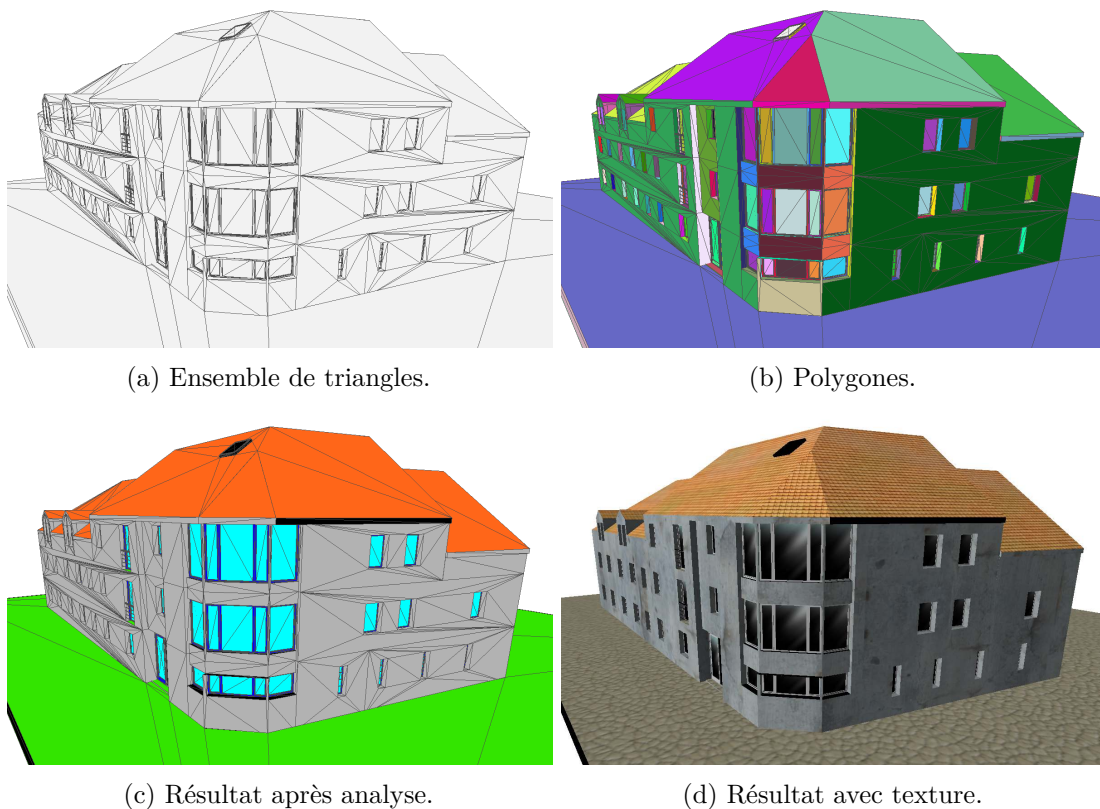 (a) Ensemble de triangles.
(b) Polygones.
(c) Résultat après analyse.
(d) Résultat avec texture.